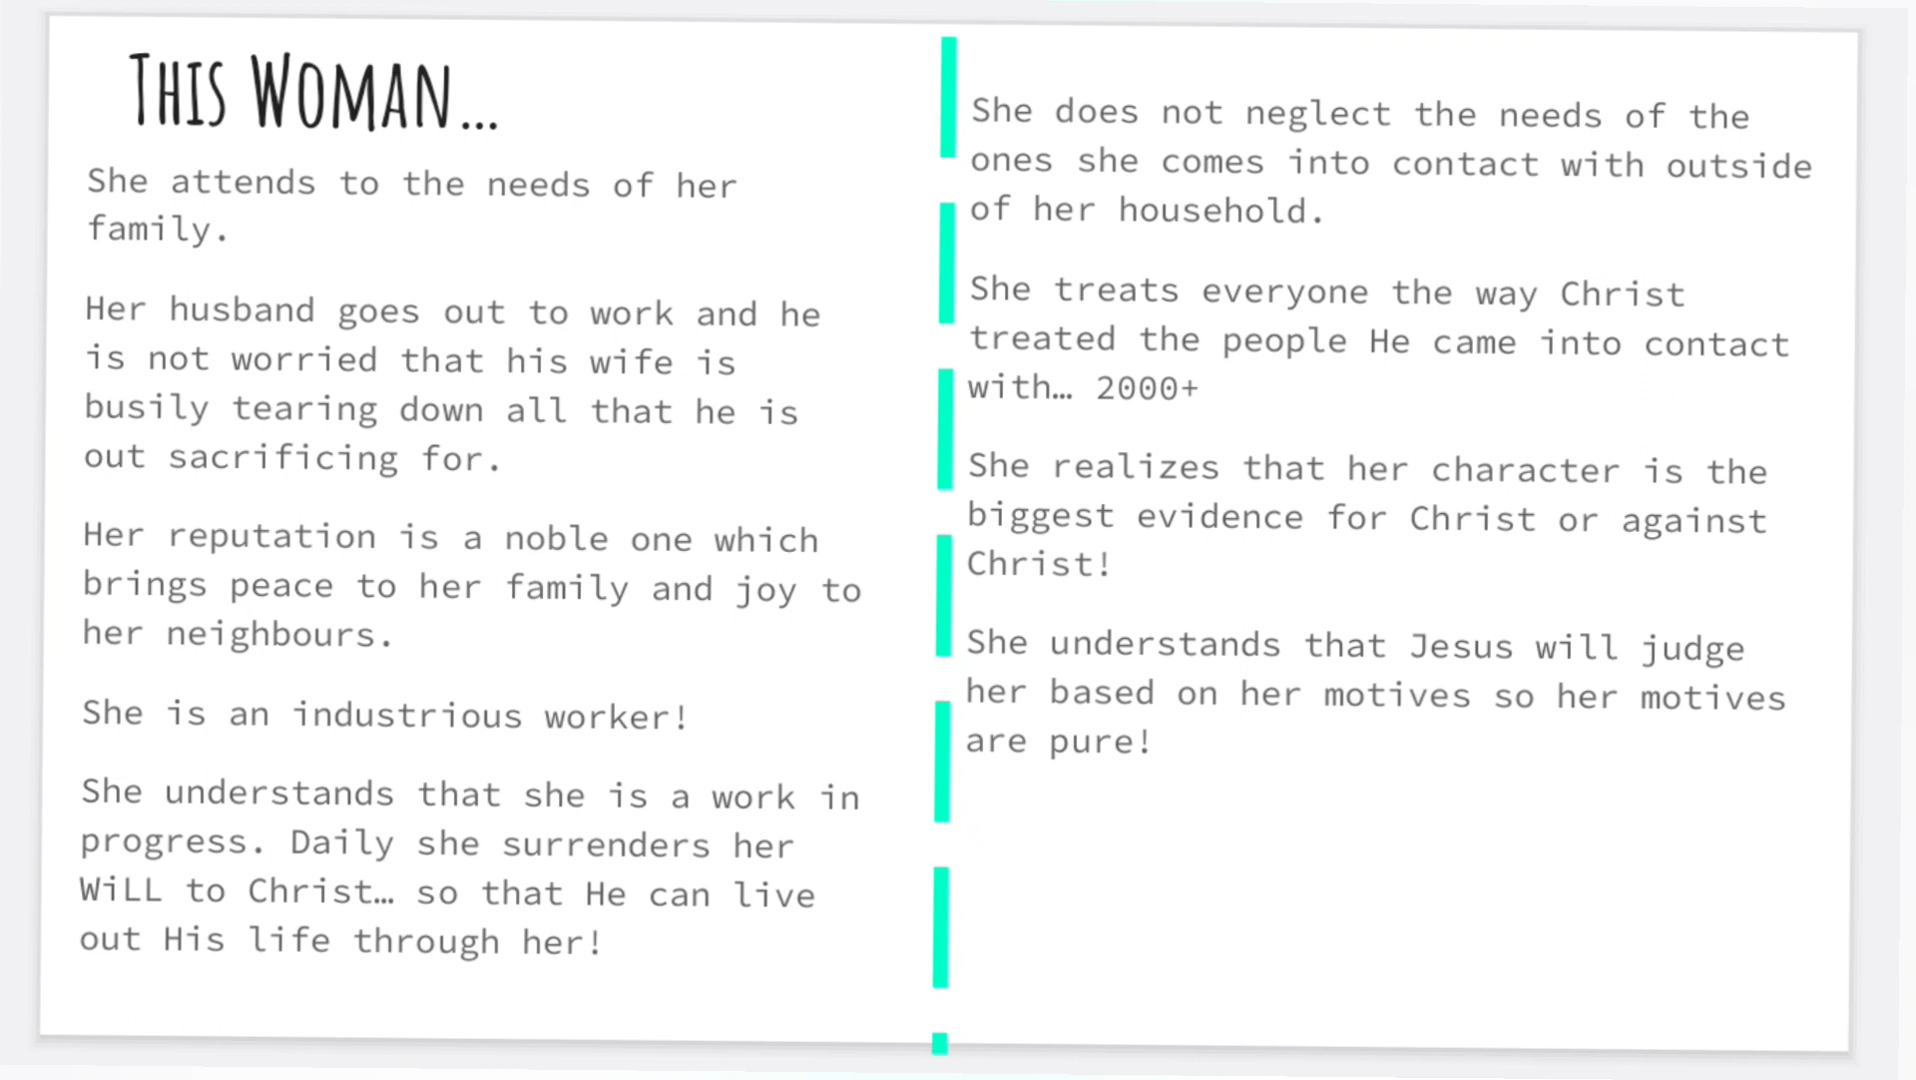 This Woman…
She attends to the needs of her
family.
Her husband goes out to work and he
is not worried that his wife is
busily tearing down all that he is
out sacrificing for.
Her reputation is a noble one which
brings peace to her family and joy to
her neighbours.
She is an industrious worker!
She understands that she is a work in
progress. Daily she surrenders her
WiLL to Christ… so that He can live
out His life through her!
She does not neglect the needs of the
ones she comes into contact with outside
of her household.
She treats everyone the way Christ
treated the people He came into contact
with… 2000+
She realizes that her character is the
biggest evidence for Christ or against
Christ!
She understands that Jesus will judge
her based on her motives so her motives
are pure!